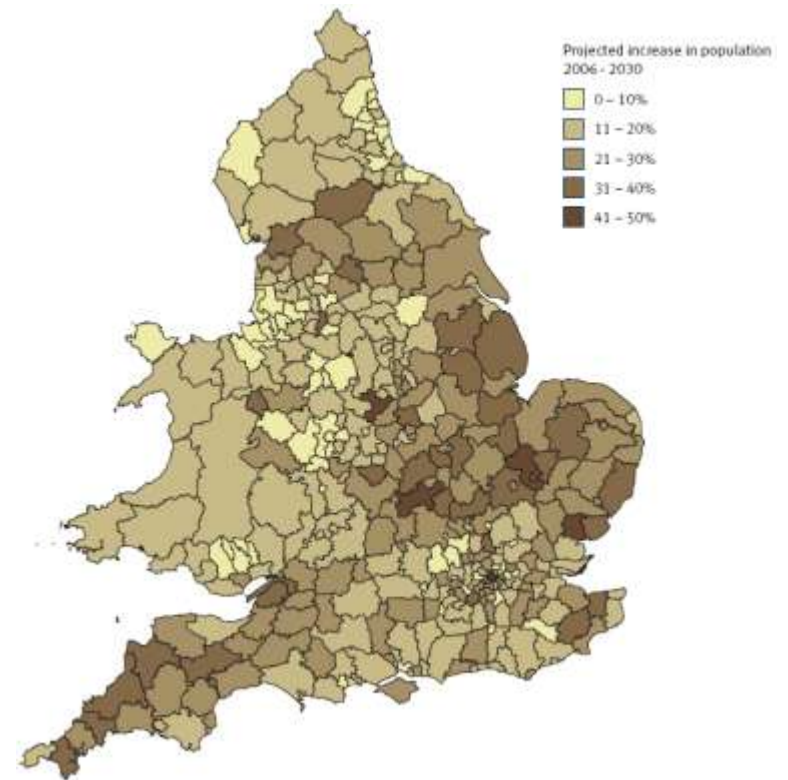 Projected increase in population
2006 - 2030
0 – 10%
11 – 20%
21 – 30%
31 – 40%
41 – 50%